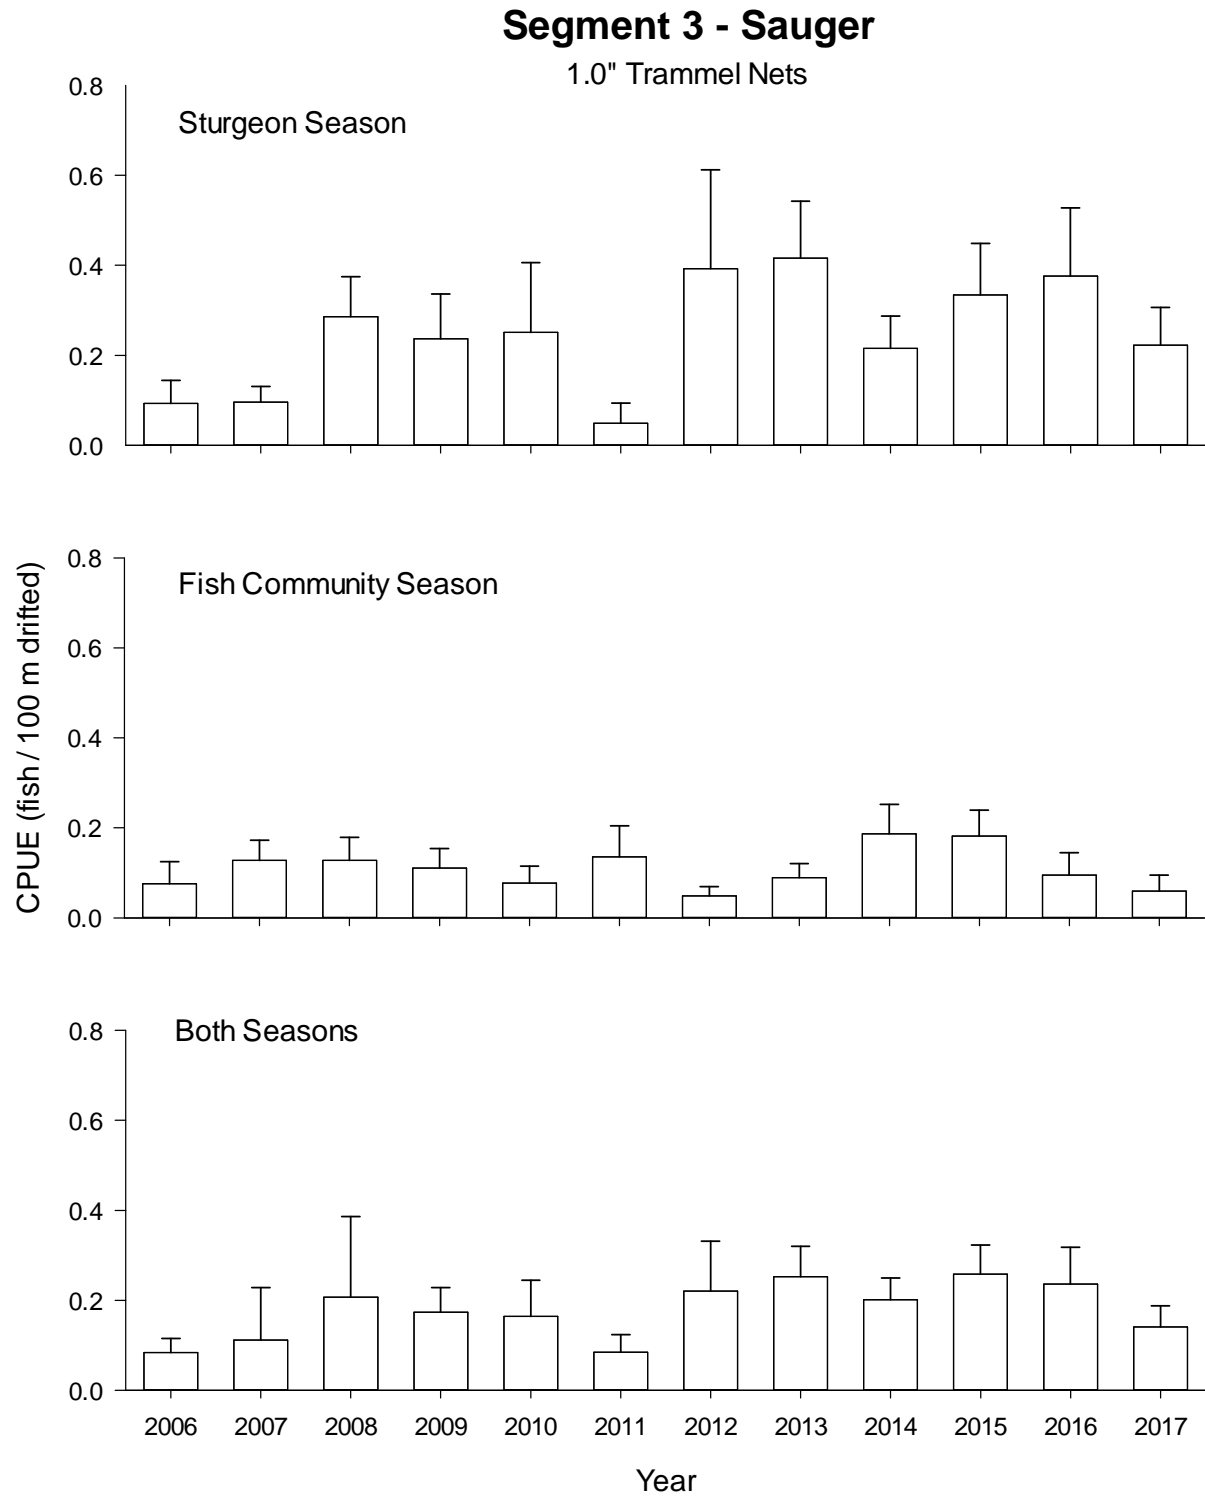 Segment 3 - Sauger
1.0" Trammel Nets
Sturgeon Season
0.8
0.6
0.4
0.2
0.0
Fish Community Season
0.8
0.6
0.4
0.2
0.0
CPUE (fish / 100 m drifted)
Both Seasons
0.8
0.6
0.4
0.2
0.0
2006 2007 2008 2009 2010 2011 2012 2013 2014 2015 2016 2017
Year